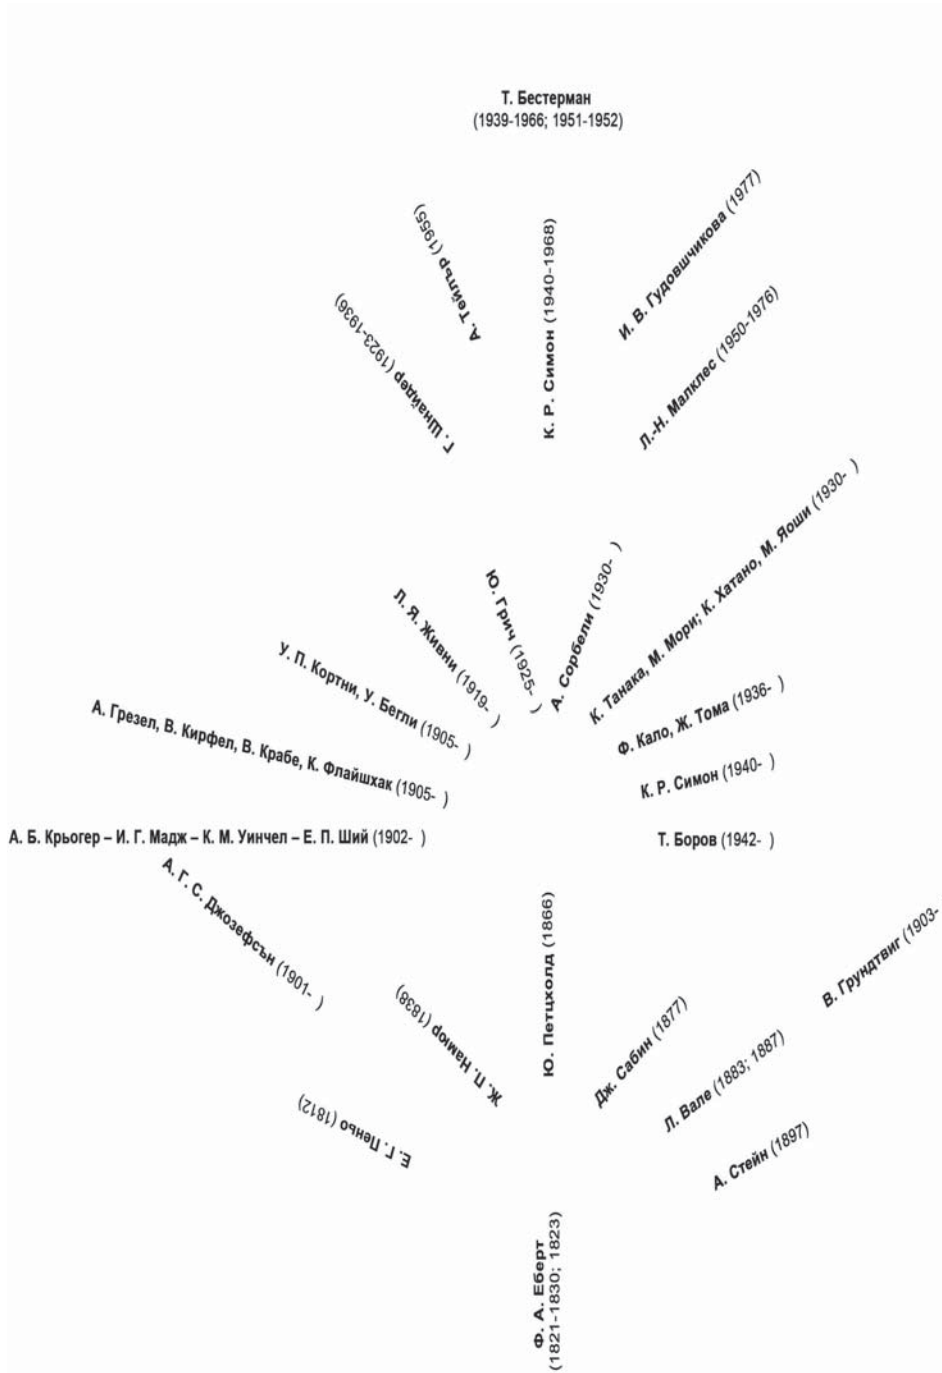 Т. Бестерман
(1939-1966; 1951-1952)
А. Тейлър (1955)
К. Р. Симон (1940-1968)
И. В. Гудовшчикова (1977)
Г. Шнайдер (1923-1936)
Л.-Н. Малклес (1950-1976)
К. Танака, М. Мори; К. Хатано, М. Яоши (1930- )
Ю. Грич (1925- )
А. Сорбели (1930- )
Л. Я. Живни (1919- )
У. П. Кортни, У. Бегли (1905- )
Ф. Кало, Ж. Тома (1936- )
А. Грезел, В. Кирфел, В. Крабе, К. Флайшхак (1905- )
К. Р. Симон (1940- )
А. Б. Крьогер – И. Г. Мадж – К. М. Уинчел – Е. П. Ший (1902- )
Т. Боров (1942- )
А. Г. С. Джозефсън (1901- )
Ю. Петцхолд (1866)
В. Грундтвиг (1903-
Ж. П. Намюр (1838)
Дж. Сабин (1877)
Л. Вале (1883; 1887)
Е. Г. Пеньо (1812)
А. Стейн (1897)
Ф. А. Еберт
(1821-1830; 1823)